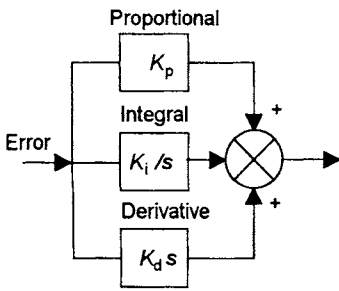 Proportional
Kp
+
Integral
Error
Ki/s
Derivative
+
Kd s